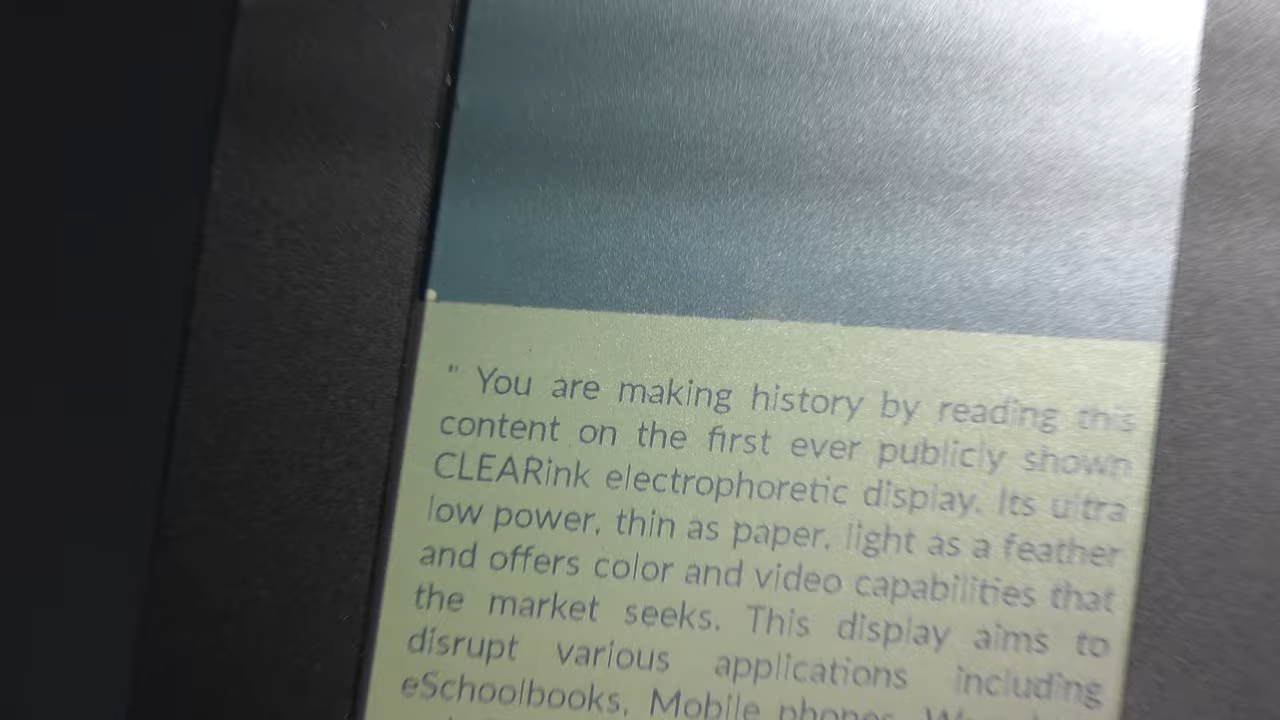 " You are making history by reading this
content on the first ever publicly shown
CLEARink electrophoretic display. Its ultra
low power, thin as paper, light as a feather
and offers color and video capabilities that
the market seeks. This display aims to
disrupt various applications including
eSchoolbooks, Mobile phones,